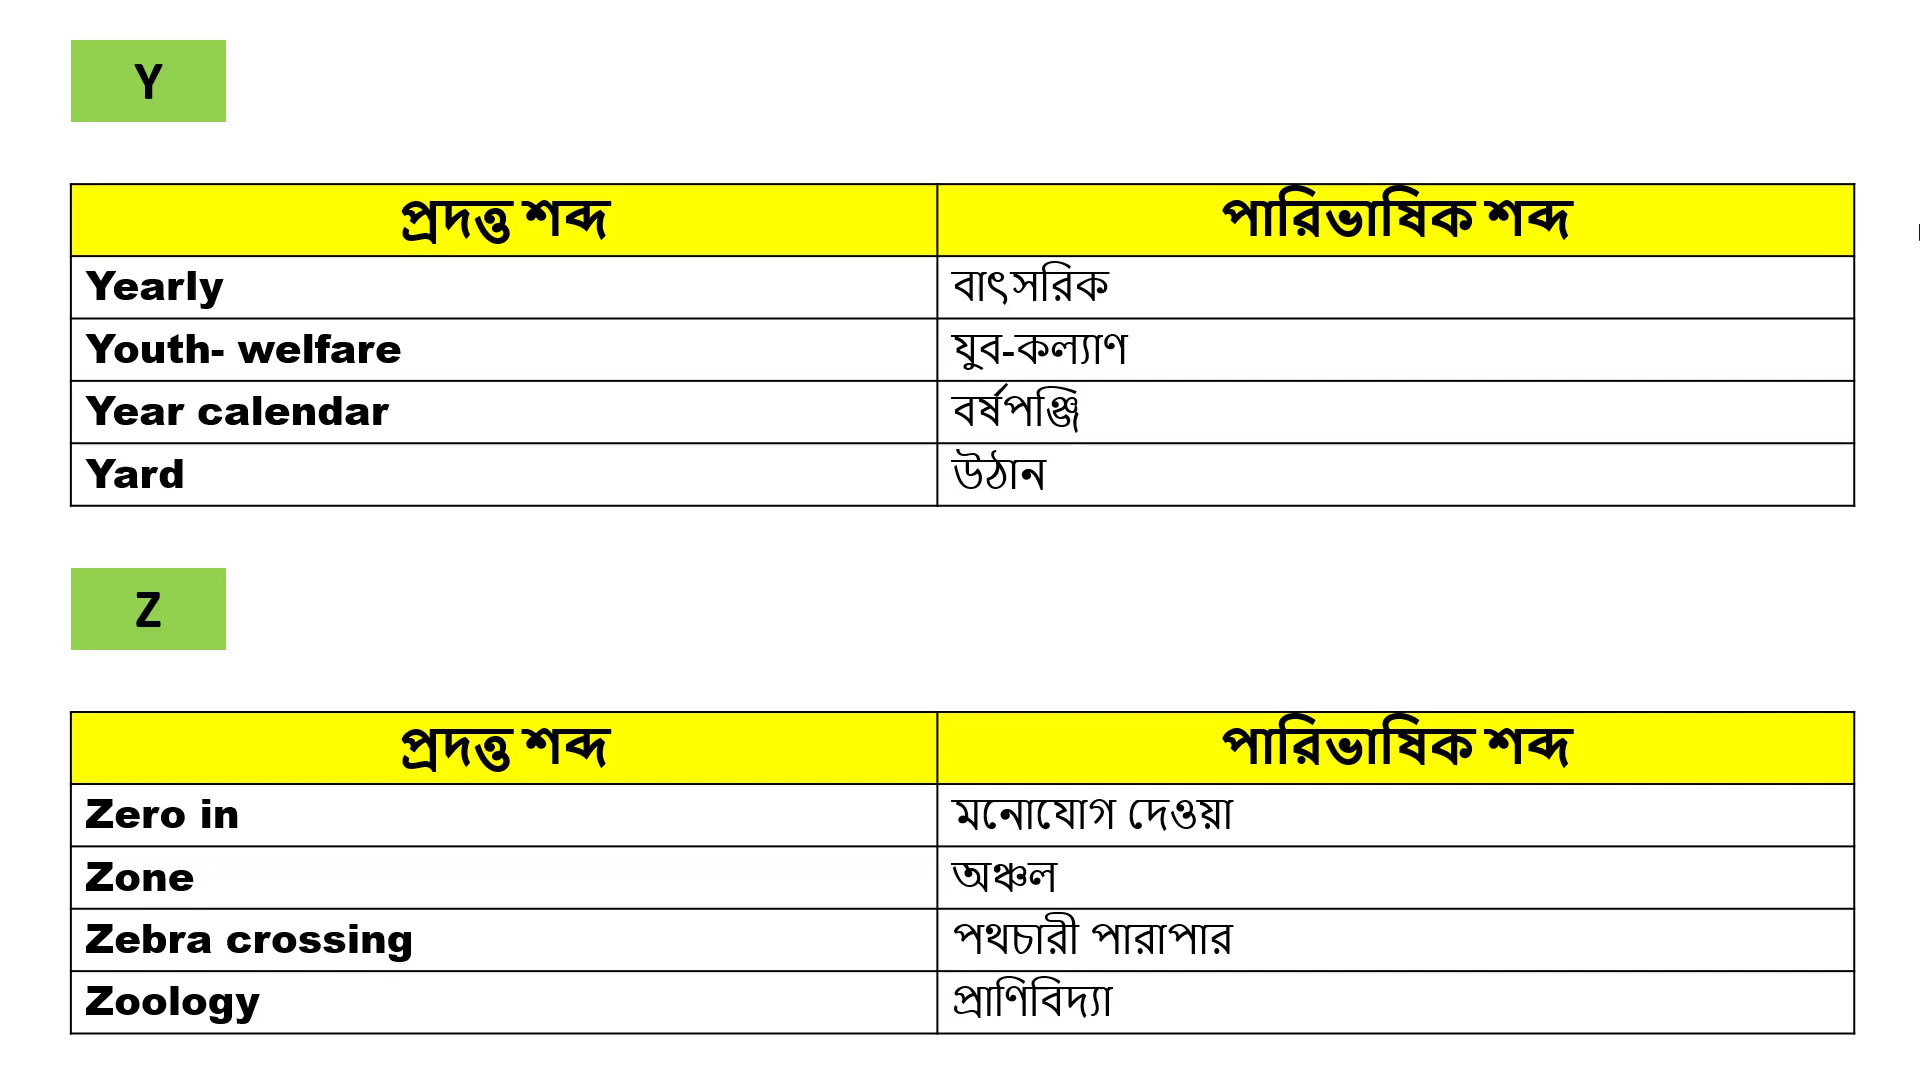 Y
প্রদত্ত শব্দ পারিভাষিক শব্দ
Yearly বাৎসরিক
Youth- welfare যুব-কল্যাণ
Year calendar বর্ষপঞ্জি
Yard উঠান
Z
প্রদত্ত শব্দ পারিভাষিক শব্দ
Zero in মনোযোগ দেওয়া
Zone অঞ্চল
Zebra crossing পথচারী পারাপার
Zoology প্রাণিবিদ্যা